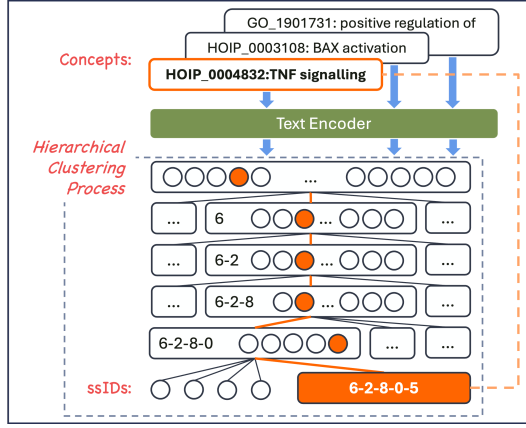 GO_1901731: positive regulation of
HOIP_0003108: BAX activation
Concepts:
HOIP_0004832:TNF signalling
Text Encoder
Hierarchical
Clustering
Process
...
... 6 ... ...
... 6-2 ... ...
... 6-2-8 ... ...
6-2-8-0 ... ...
ssIDs:
6-2-8-0-5